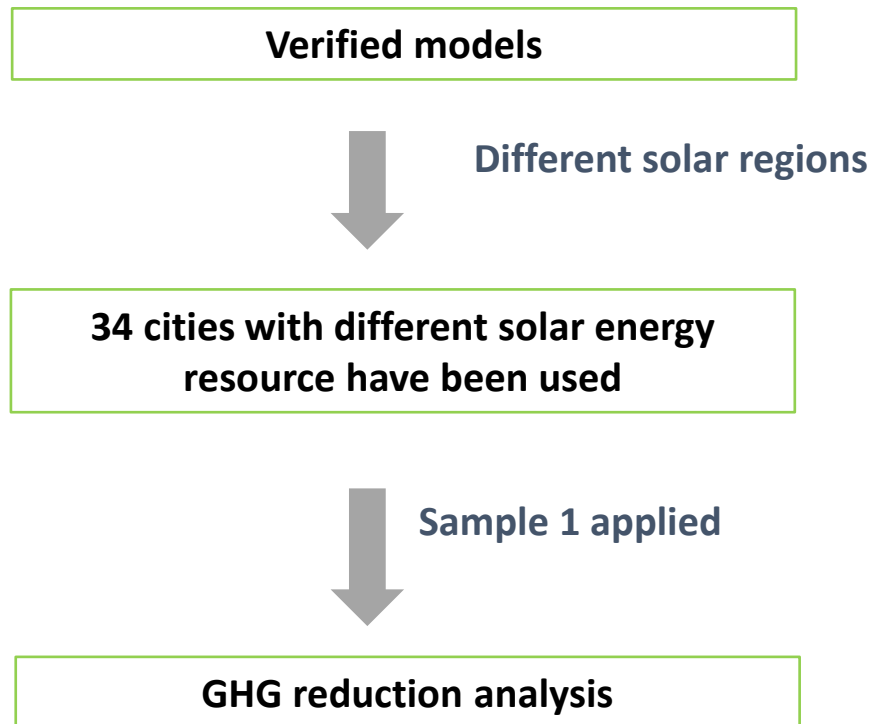 Verified models
Different solar regions
34 cities with different solar energy
resource have been used
Sample 1 applied
GHG reduction analysis